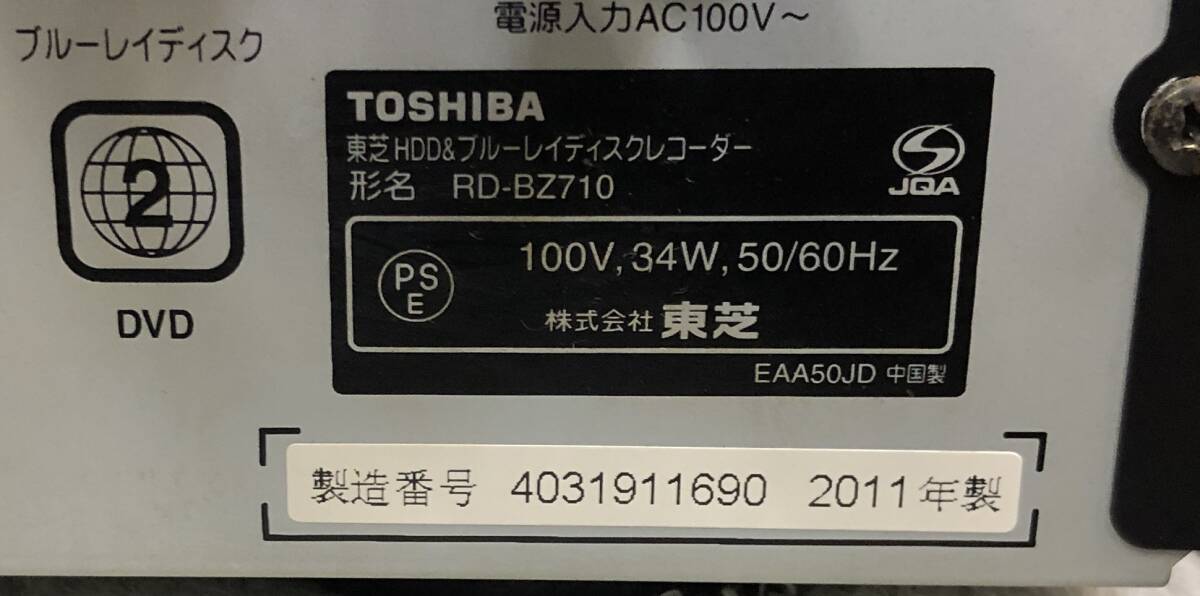 電源入力AC100V～
ブルーレイディスク
2
DVD
TOSHIBA
東芝HDD&ブルーレイディスクレコーダー
形名 RD-BZ710
JQA
PS
E
100V, 34W, 50/60Hz
株式会社 東芝
EAA50JD 中国製
製造番号 4031911690 2011年製